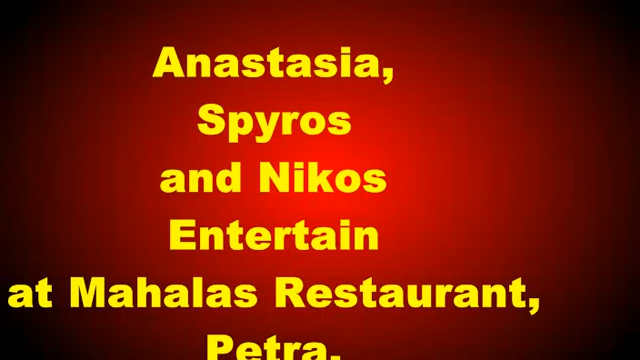 Anastasia,
Spyros
and Nikos
Entertain
at Mahalas Restaurant,
Petra.